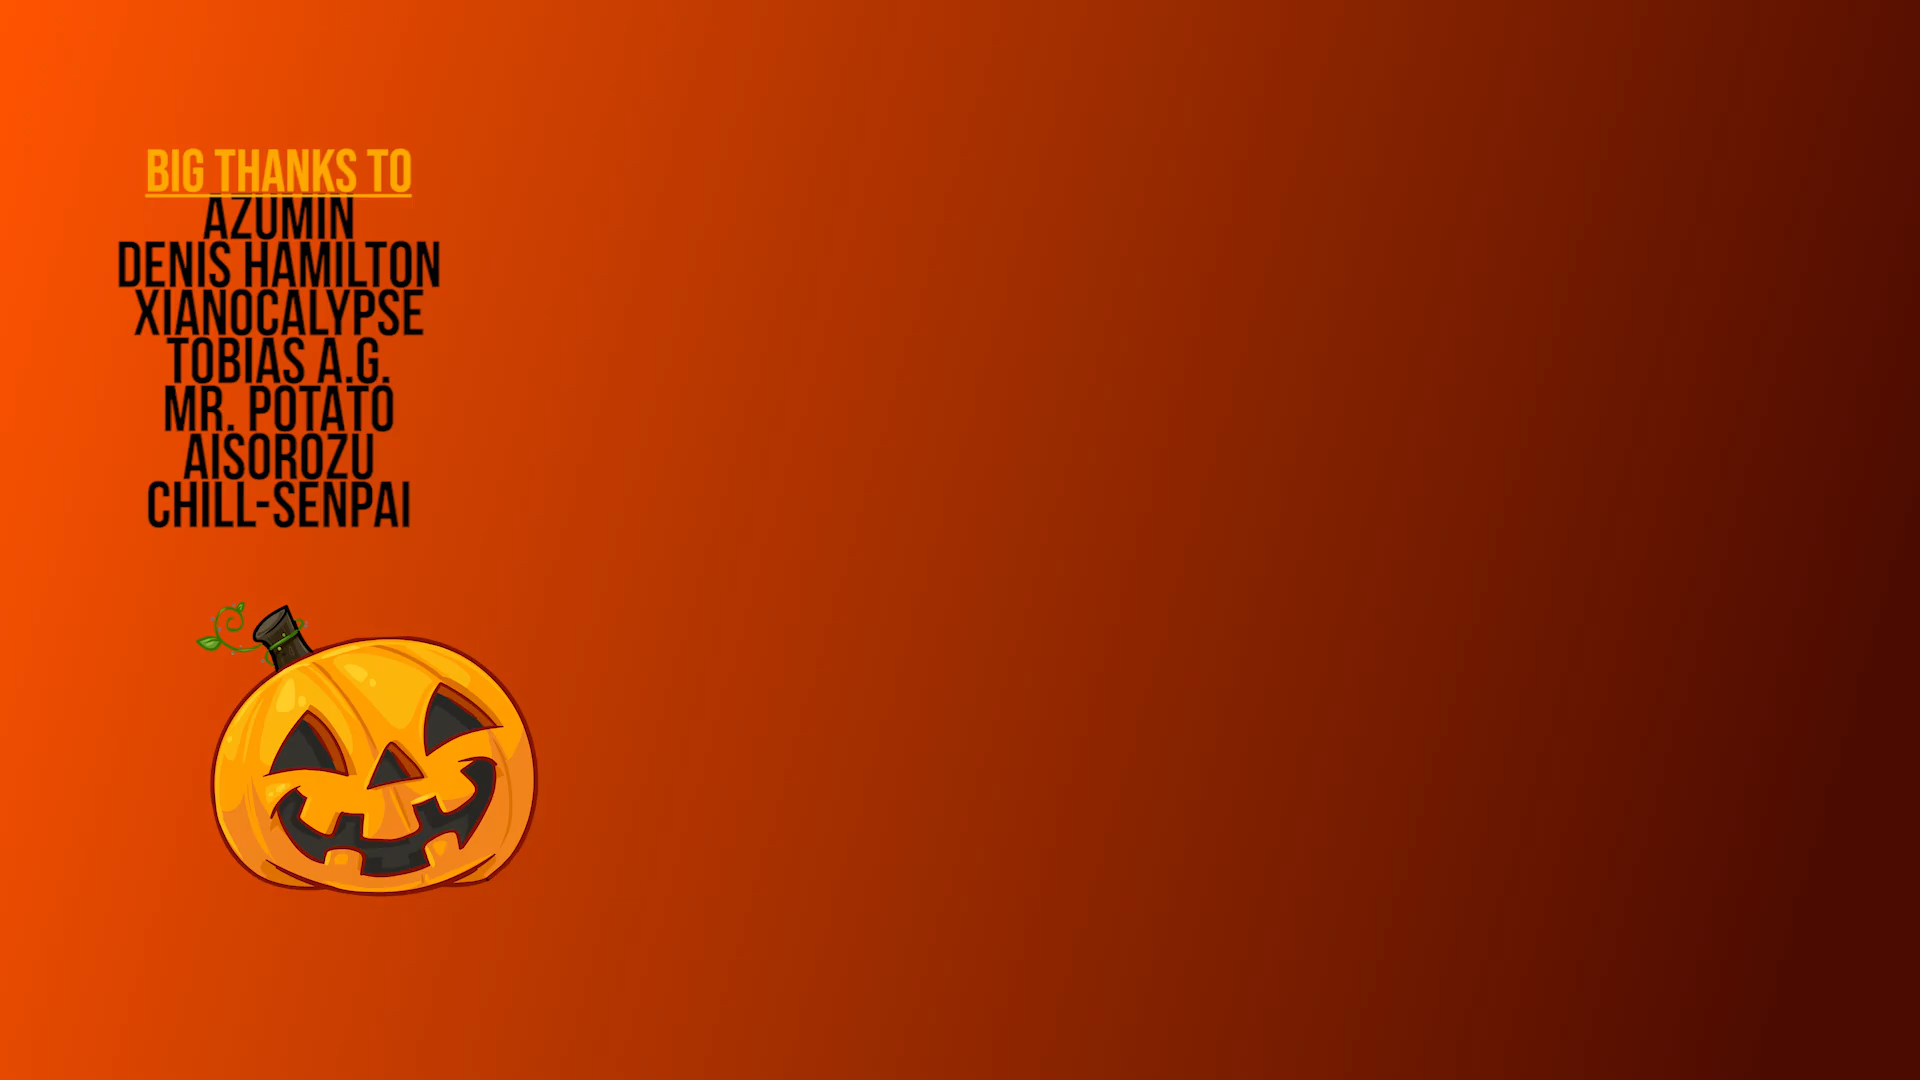 BIG THANKS TO
AZUMIN
DENIS HAMILTON
XIANOCALYPSE
TOBIAS A.G.
MR. POTATO
AISOROZU
CHILL-SENPAI